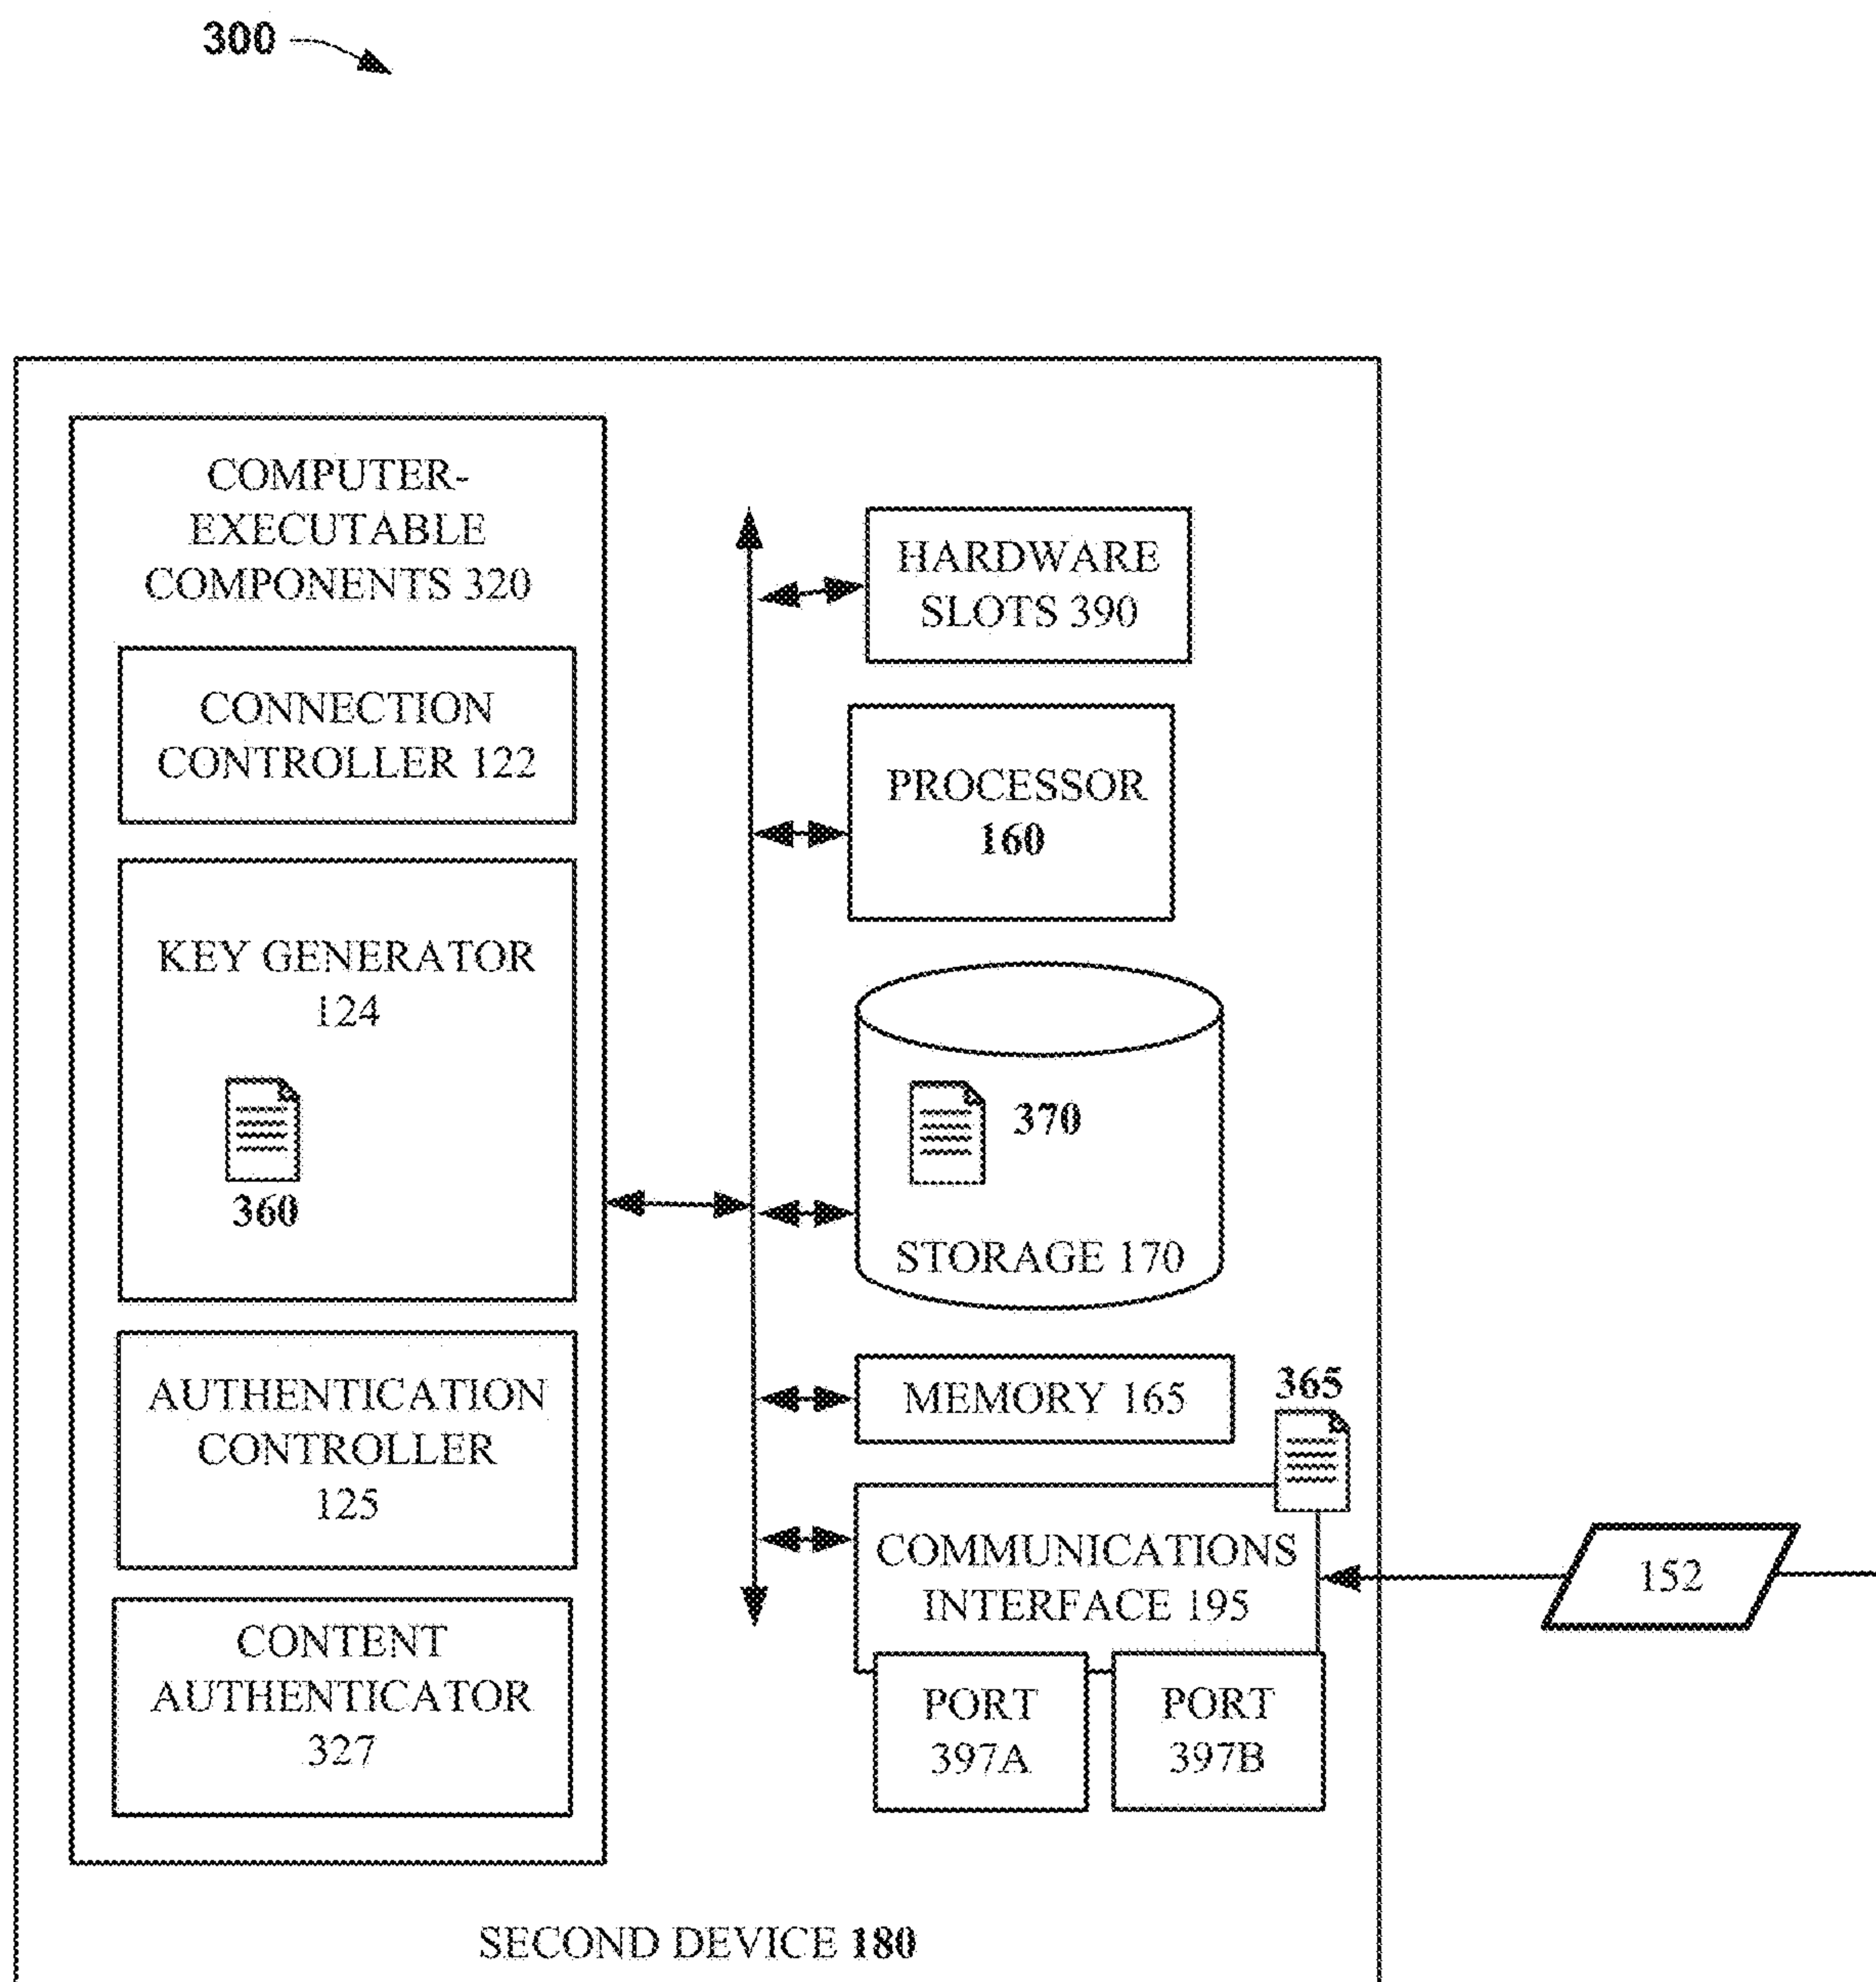 300
COMPUTER-
EXECUTABLE
COMPONENTS 320
CONNECTION
CONTROLLER 122
KEY GENERATOR
124
360
AUTHENTICATION
CONTROLLER
125
CONTENT
AUTHENTICATOR
327
HARDWARE
SLOTS 390
PROCESSOR
160
370
STORAGE 170
MEMORY 165
365
COMMUNICATIONS
INTERFACE 195
PORT
397A
PORT
397B
152
SECOND DEVICE 180